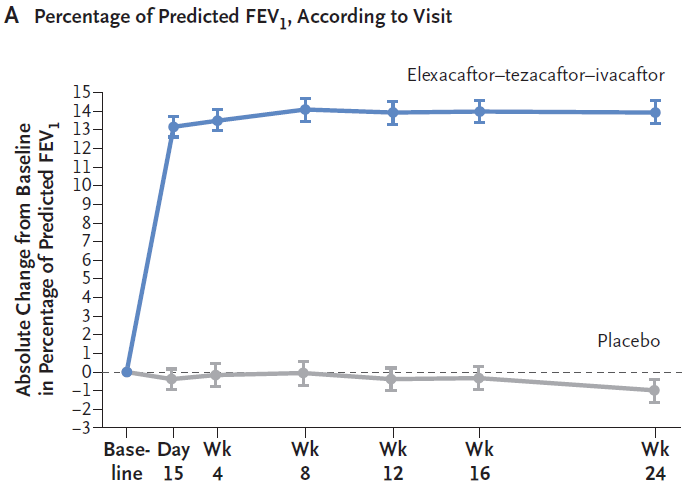 A Percentage of Predicted FEV1, According to Visit
Elexacaftor–tezacaftor–ivacaftor
Absolute Change from Baseline
in Percentage of Predicted FEV1
15
14
13
12
11
10
9
8
7
6
5
4
3
2
1
0
−1
−2
−3
Placebo
Base- Day Wk Wk Wk Wk Wk
line 15 4 8 12 16 24